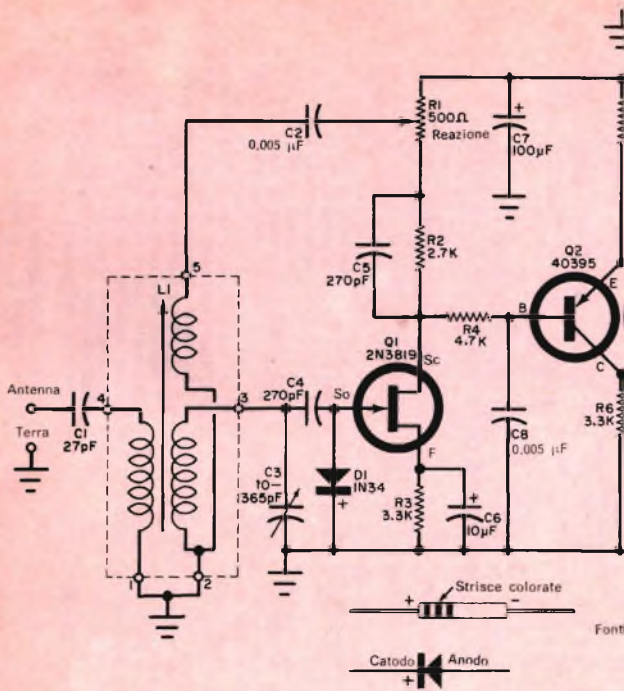 R1
500Ω
Reazione
C2
0,005 µF
C7
100µF
+
R2
2.7K
C5
270pF
Q2
40395
5
L1
E
B
R4
4.7K
Q1
2N3819
Sc
C
Antenna
4
3
C4
270pF
So
C1
27pF
Terra
R6
3.3K
C8
0,005 µF
F
C3
10-
365pF
D1
1N34
+
R3
3.3K
+
C6
10µF
1
2
Strisce colorate
+
-
Fonti
Catodo
Anodo
+